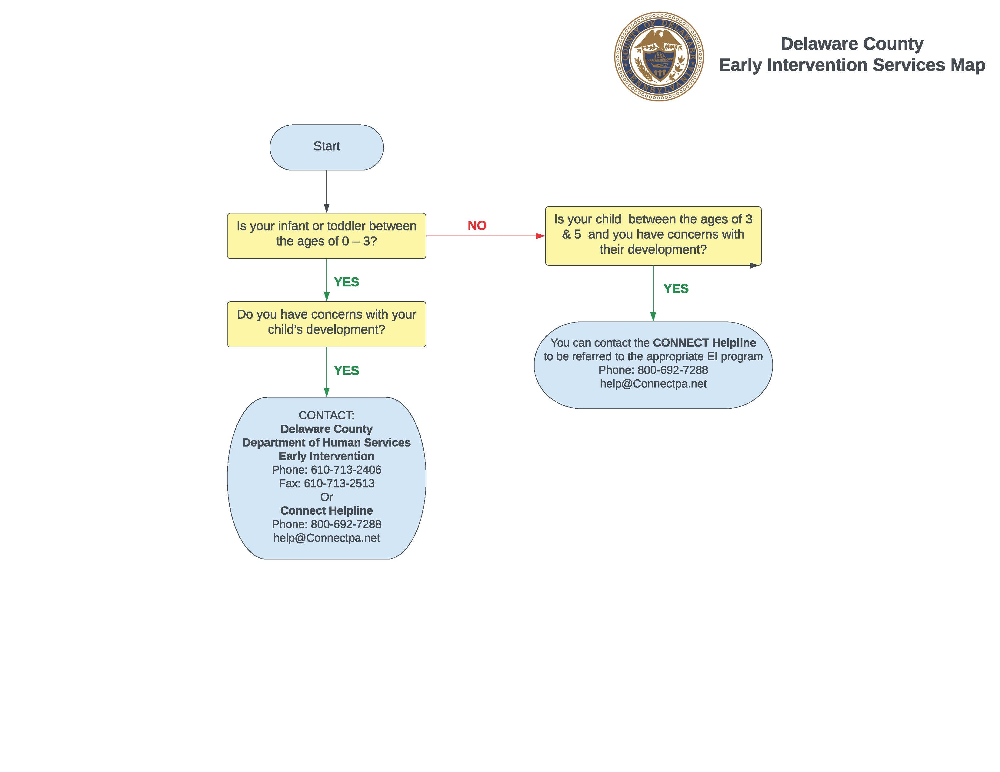 COUNTY OF DELAWARE
★ PENNSYLVANIA ★
Delaware County
Early Intervention Services Map
Start
Is your infant or toddler between
the ages of 0 – 3?
NO
Is your child  between the ages of 3
& 5  and you have concerns with
their development?
YES
YES
Do you have concerns with your
child’s development?
You can contact the CONNECT Helpline
to be referred to the appropriate EI program
Phone: 800-692-7288
help@Connectpa.net
YES
CONTACT:
Delaware County
Department of Human Services
Early Intervention
Phone: 610-713-2406
Fax: 610-713-2513
Or
Connect Helpline
Phone: 800-692-7288
help@Connectpa.net